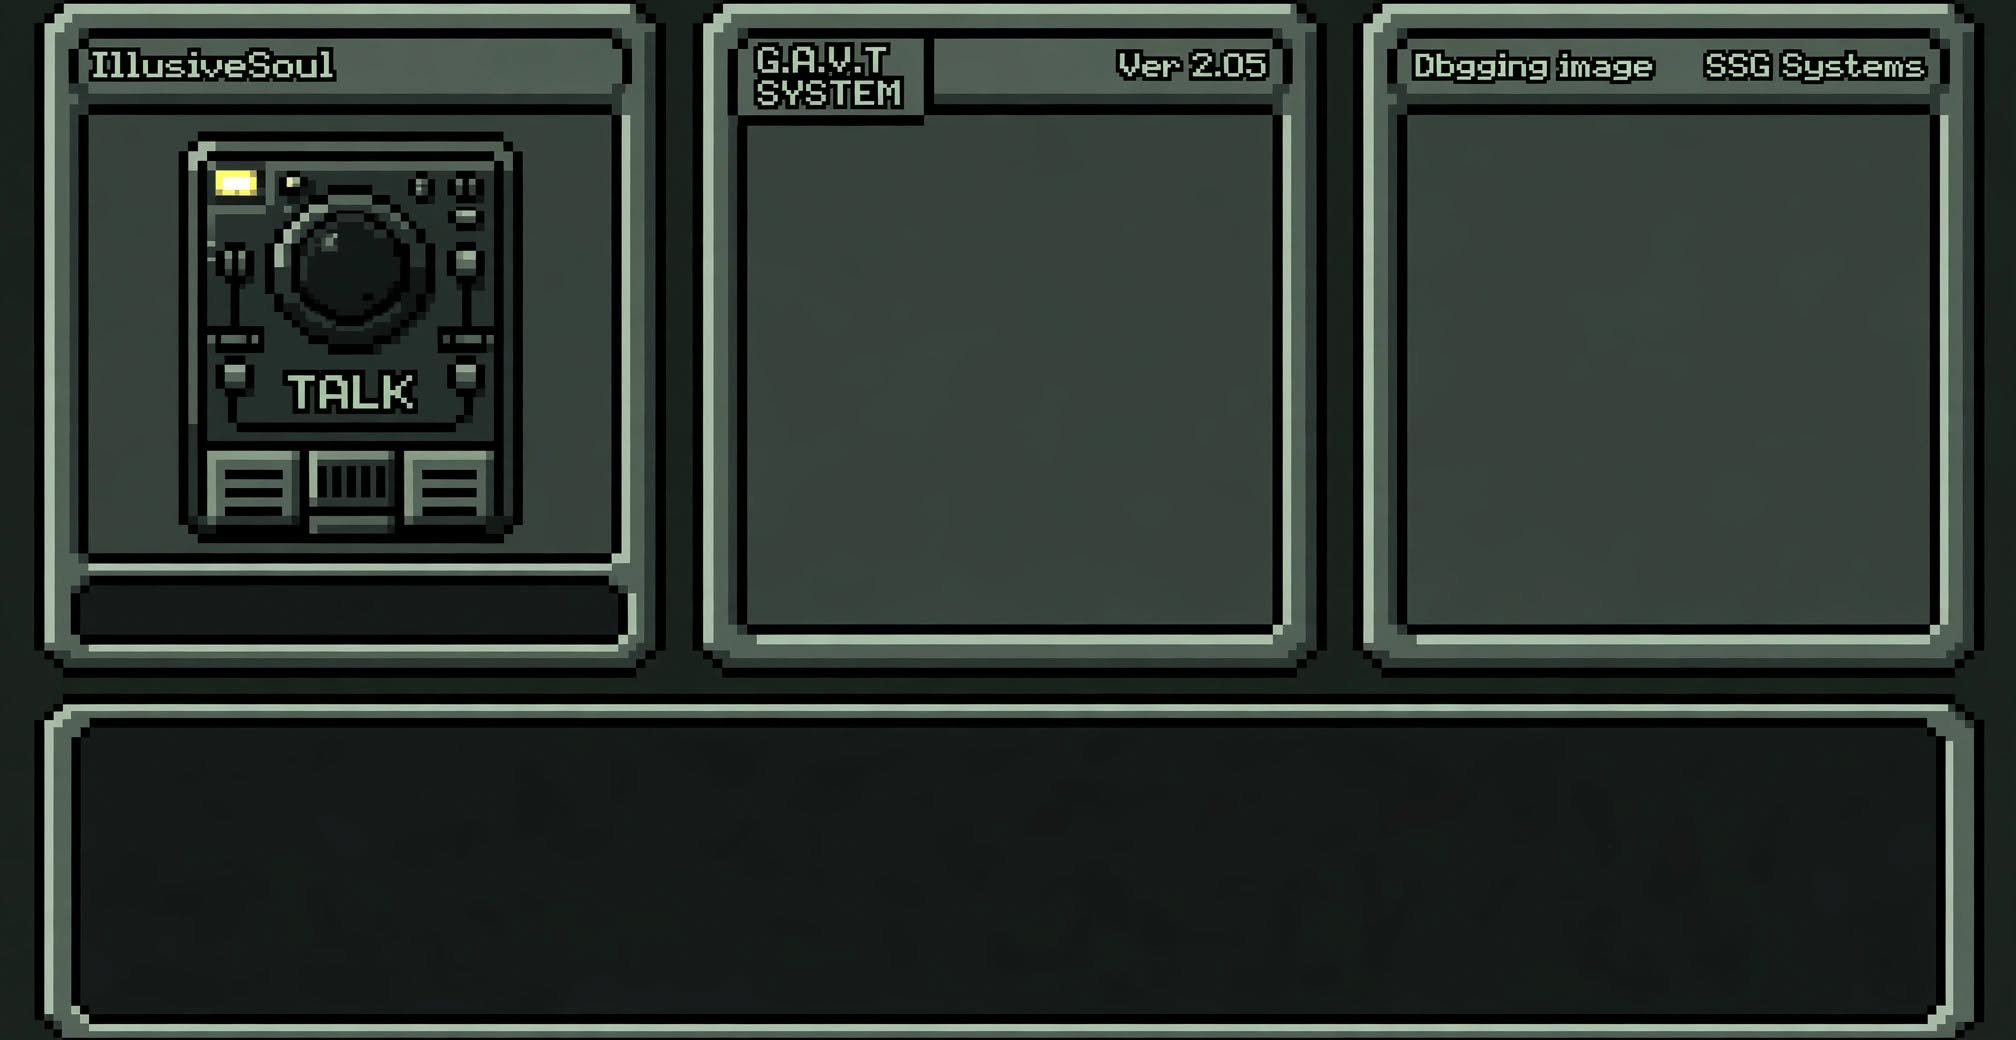 IllusiveSoul
G.A.V.T
SYSTEM
Ver 2.05
Dbgging image SSG Systems
TALK